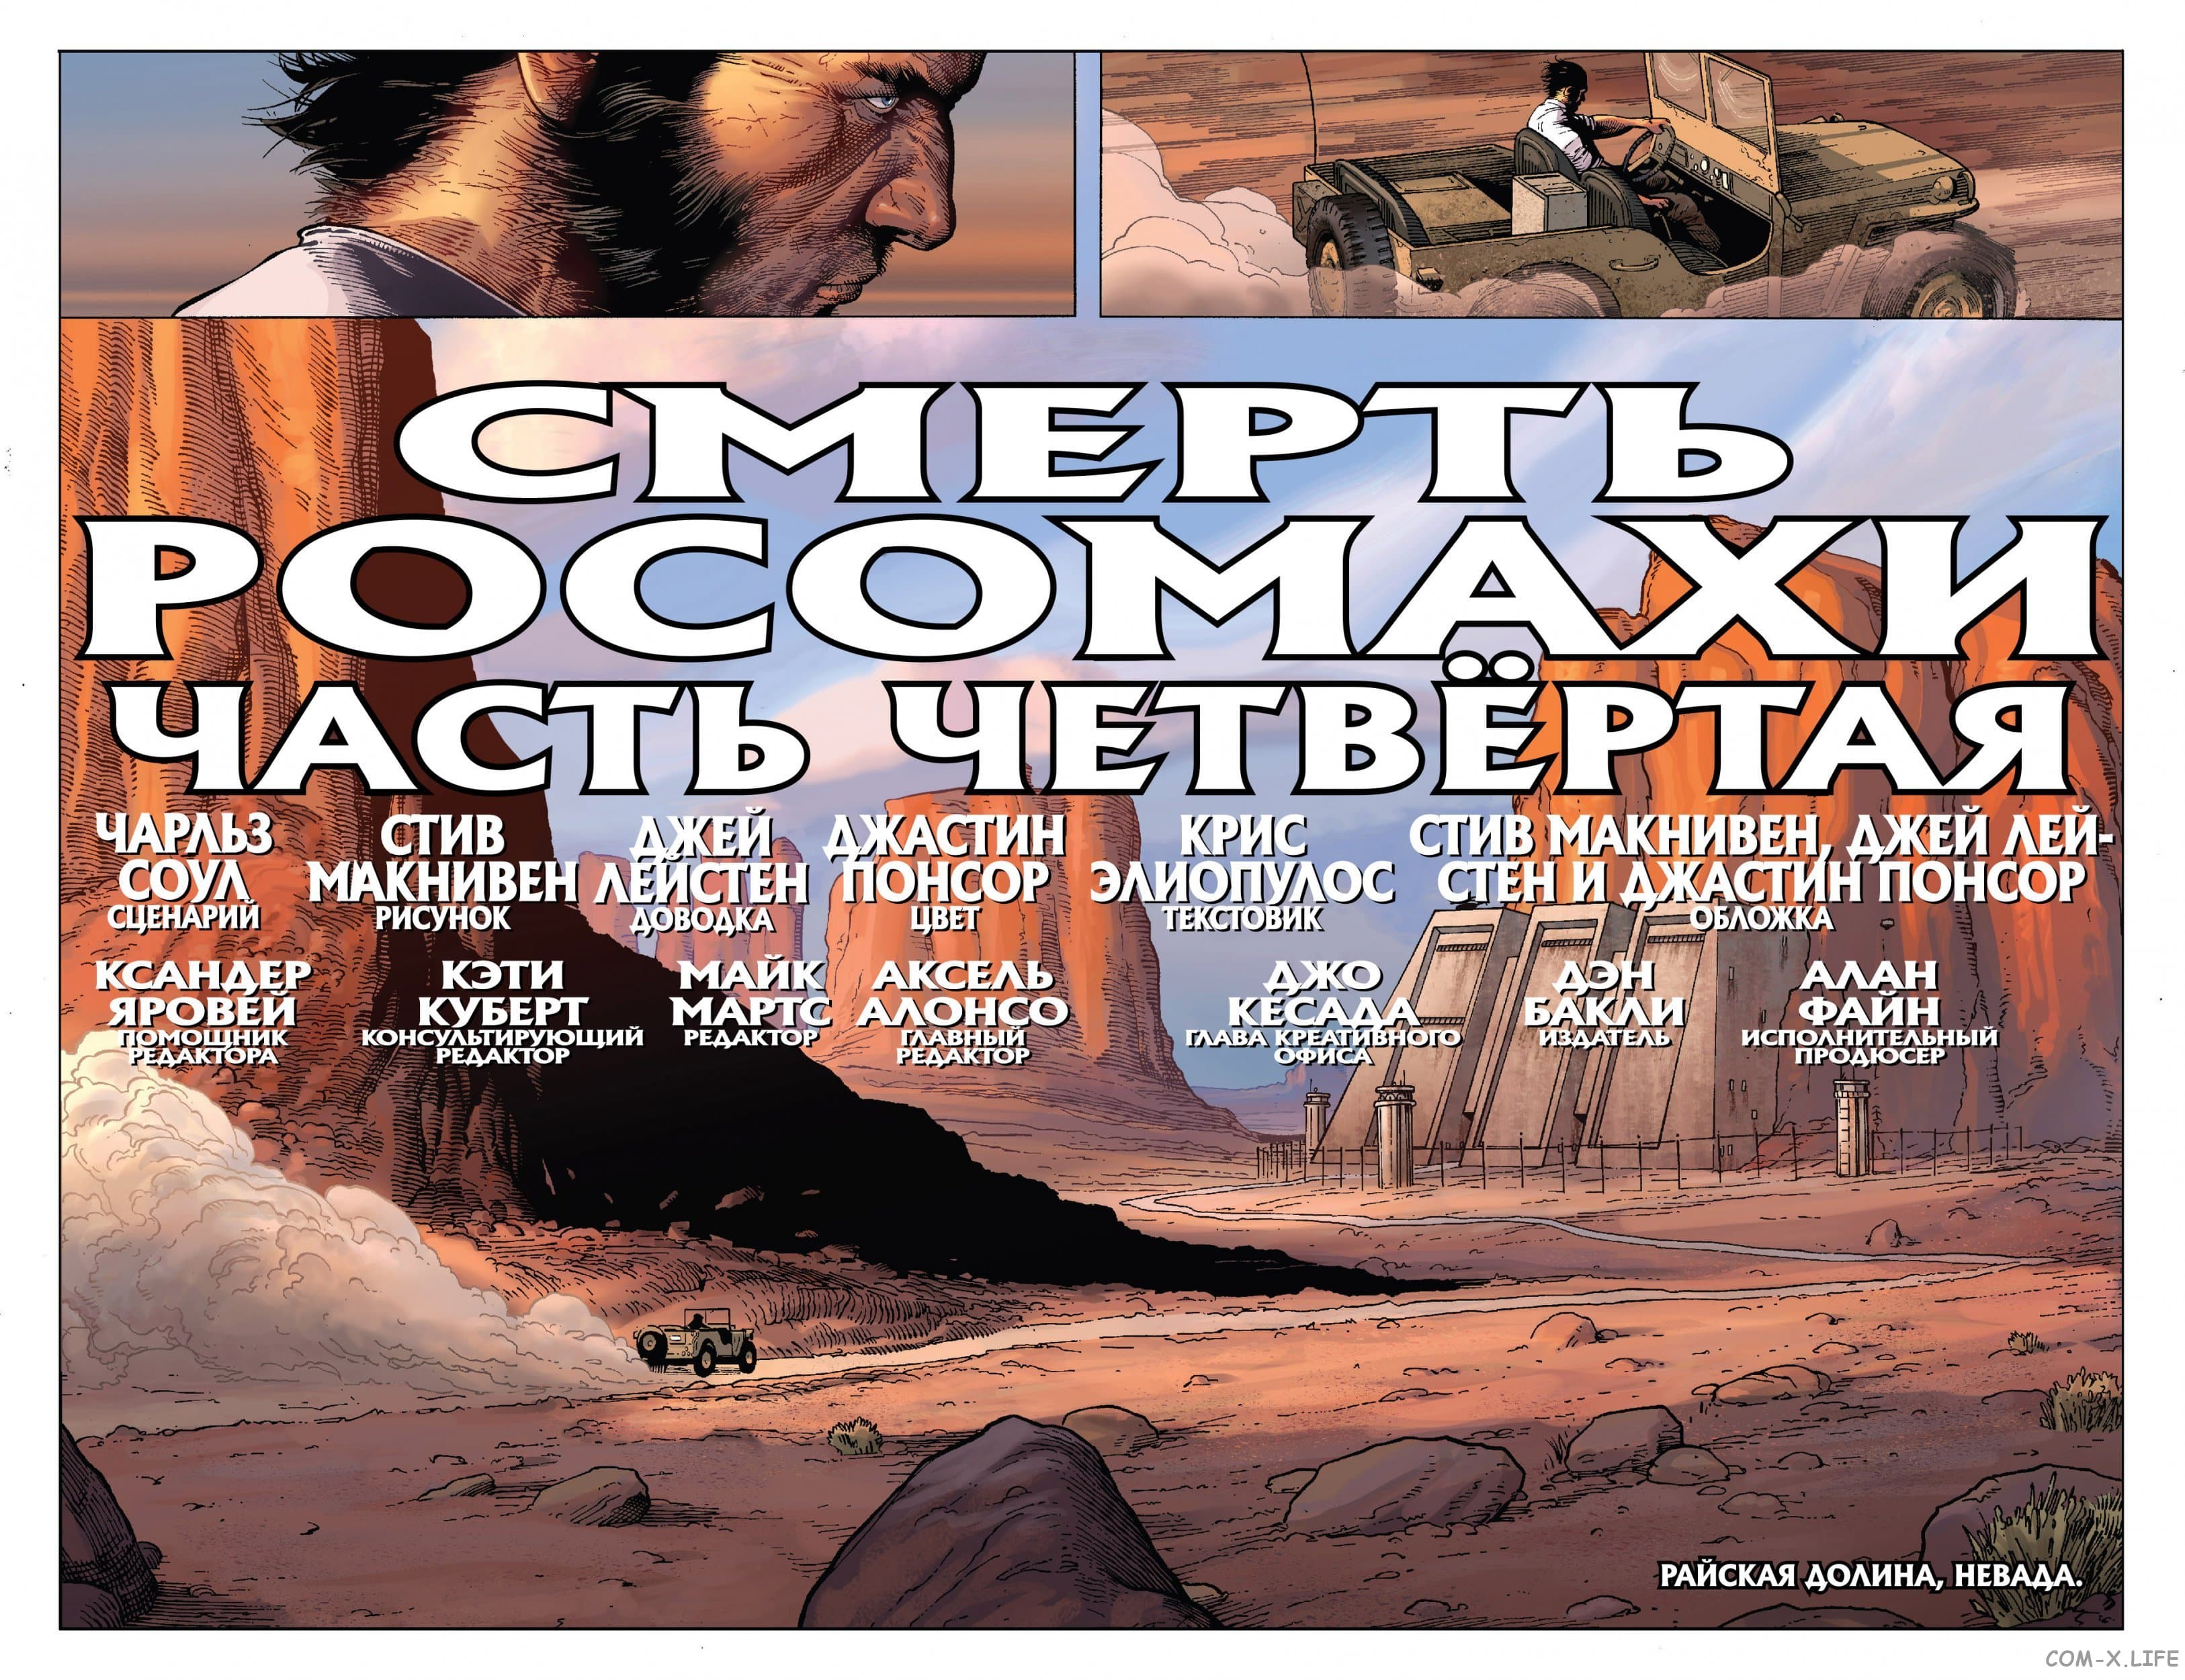 СМЕРТЬ
РОСОМАХИ
ЧАСТЬ ЧЕТВЁРТАЯ
ЧАРЛЬЗ
СОУЛ
СЦЕНАРИЙ
СТИВ
МАКНИВЕН
РИСУНОК
ДЖЕЙ
ЛЕЙСТЕН
ДОВОДКА
ДЖАСТИН
ПОНСОР
ЦВЕТ
КРИС
ЭЛИОПУЛОС
ТЕКСТОВИК
СТИВ МАКНИВЕН, ДЖЕЙ ЛЕЙ-
СТЕН И ДЖАСТИН ПОНСОР
ОБЛОЖКА
КСАНДЕР
ЯРОВЕЙ
ПОМОЩНИК
РЕДАКТОРА
КЭТИ
КУБЕРТ
КОНСУЛЬТИРУЮЩИЙ
РЕДАКТОР
МАЙК
МАРТС
РЕДАКТОР
АКСЕЛЬ
АЛОНСО
ГЛАВНЫЙ
РЕДАКТОР
ДЖО
КЕСАДА
ГЛАВА КРЕАТИВНОГО
ОФИСА
ДЭН
БАКЛИ
ИЗДАТЕЛЬ
АЛАН
ФАЙН
ИСПОЛНИТЕЛЬНЫЙ
ПРОДЮСЕР
РАЙСКАЯ ДОЛИНА, НЕВАДА.
COM-X.LIFE